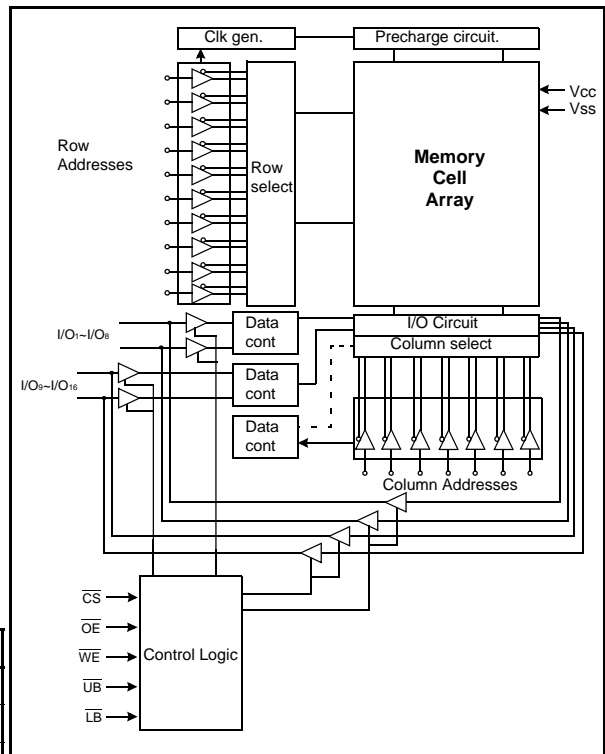 Clk gen.
Precharge circuit.
Vcc
Vss
Row
Addresses
Row
select
Memory
Cell
Array
I/O1~I/O8
Data
cont
I/O Circuit
Column select
I/O9~I/O16
Data
cont
Data
cont
Column Addresses
CS
OE
WE
UB
LB
Control Logic